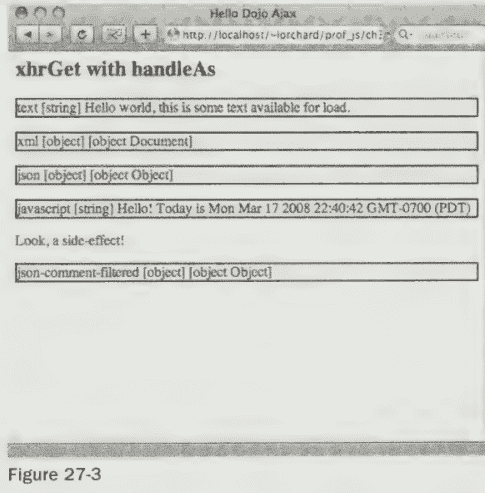 Hello Dojo Ajax
http://localhost/~lorchard/prof_js/ch
xhrGet with handleAs
text [string] Hello world, this is some text available for load.
xml [object] [object Document]
json [object] [object Object]
javascript [string] Hello! Today is Mon Mar 17 2008 22:40:42 GMT-0700 (PDT)
Look, a side-effect!
json-comment-filtered [object] [object Object]
Figure 27-3